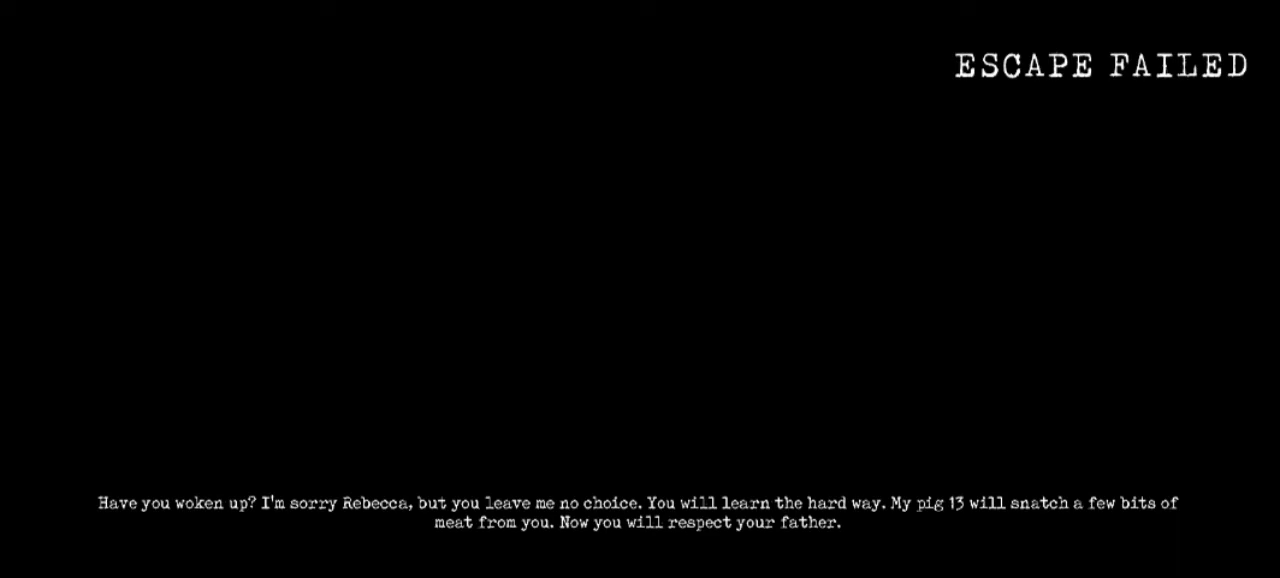 ESCAPE FAILED
Have you woken up? I'm sorry Rebecca, but you leave me no choice. You will learn the hard way. My pig 13 will snatch a few bits of
meat from you. Now you will respect your father.